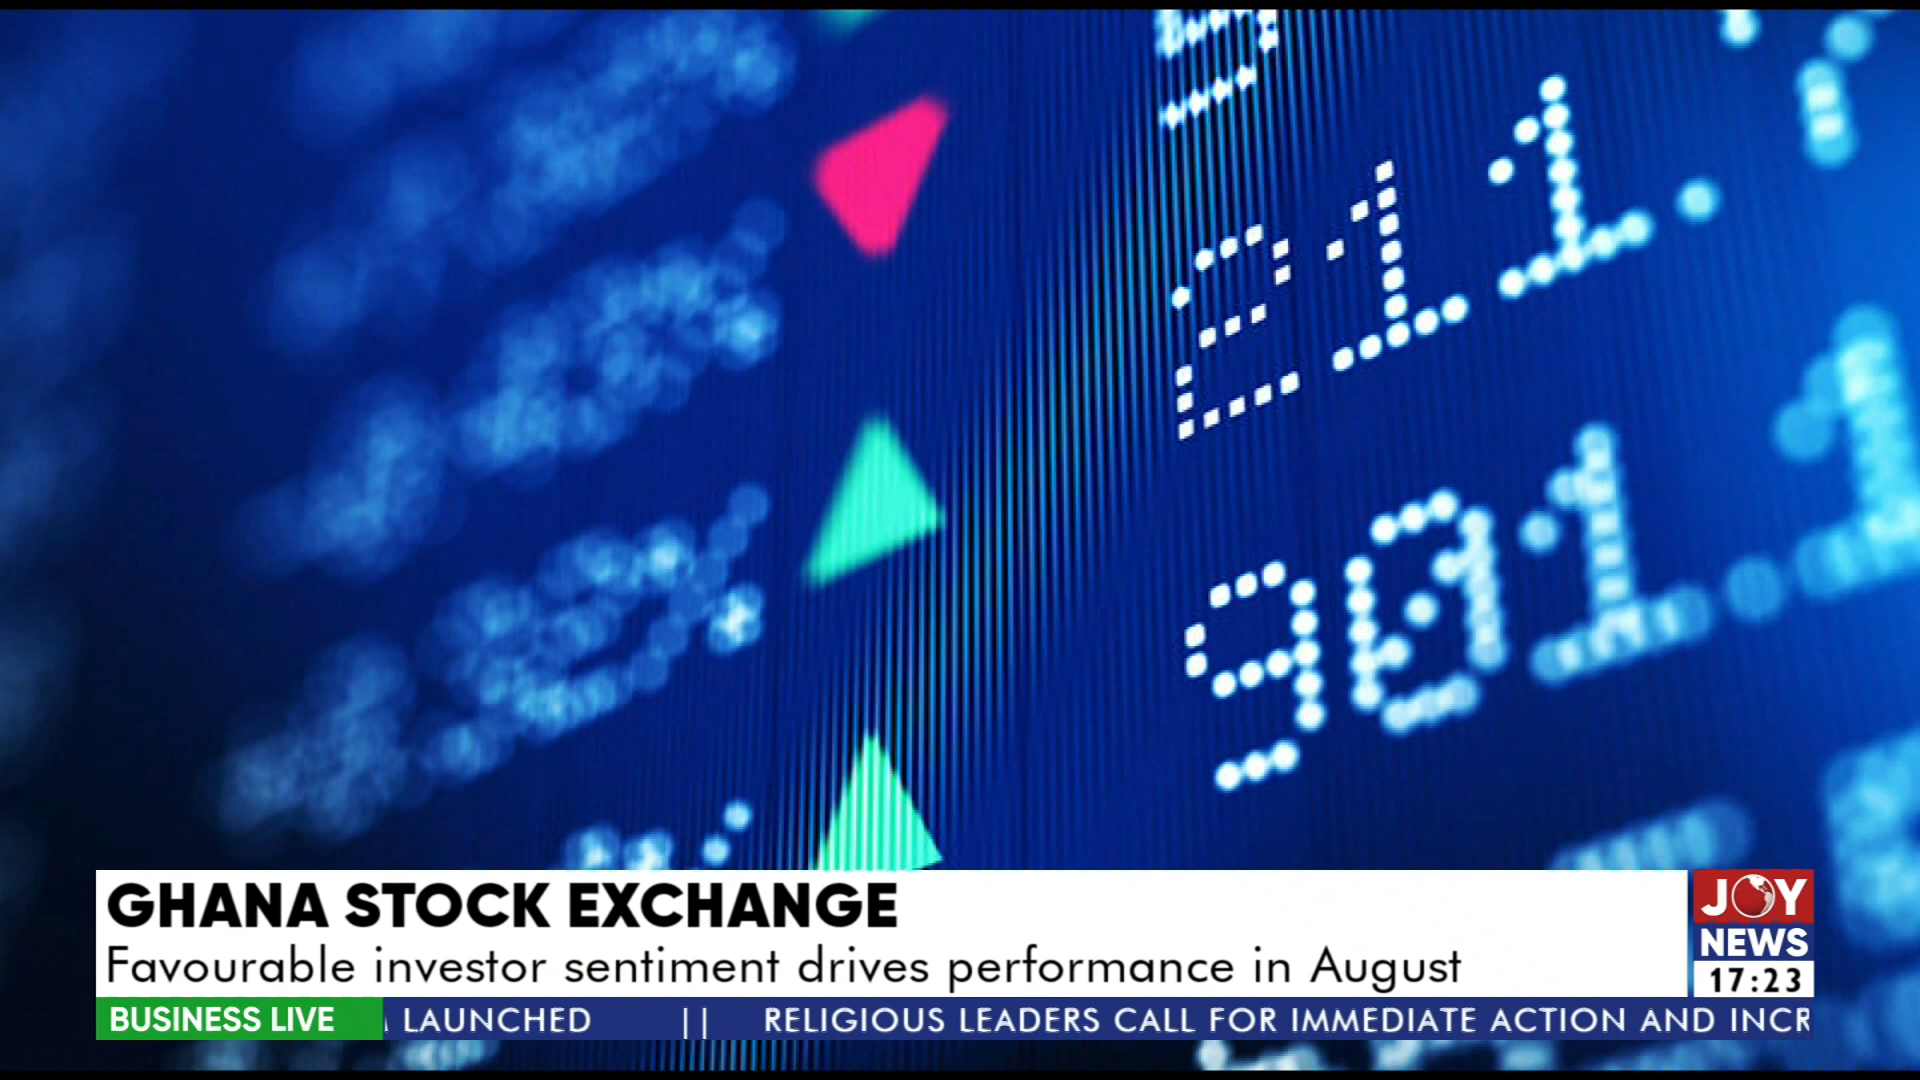 211.
901.1
GHANA STOCK EXCHANGE
Favourable investor sentiment drives performance in August
JOY
NEWS
17:23
BUSINESS LIVE
LAUNCHED || RELIGIOUS LEADERS CALL FOR IMMEDIATE ACTION AND INCR